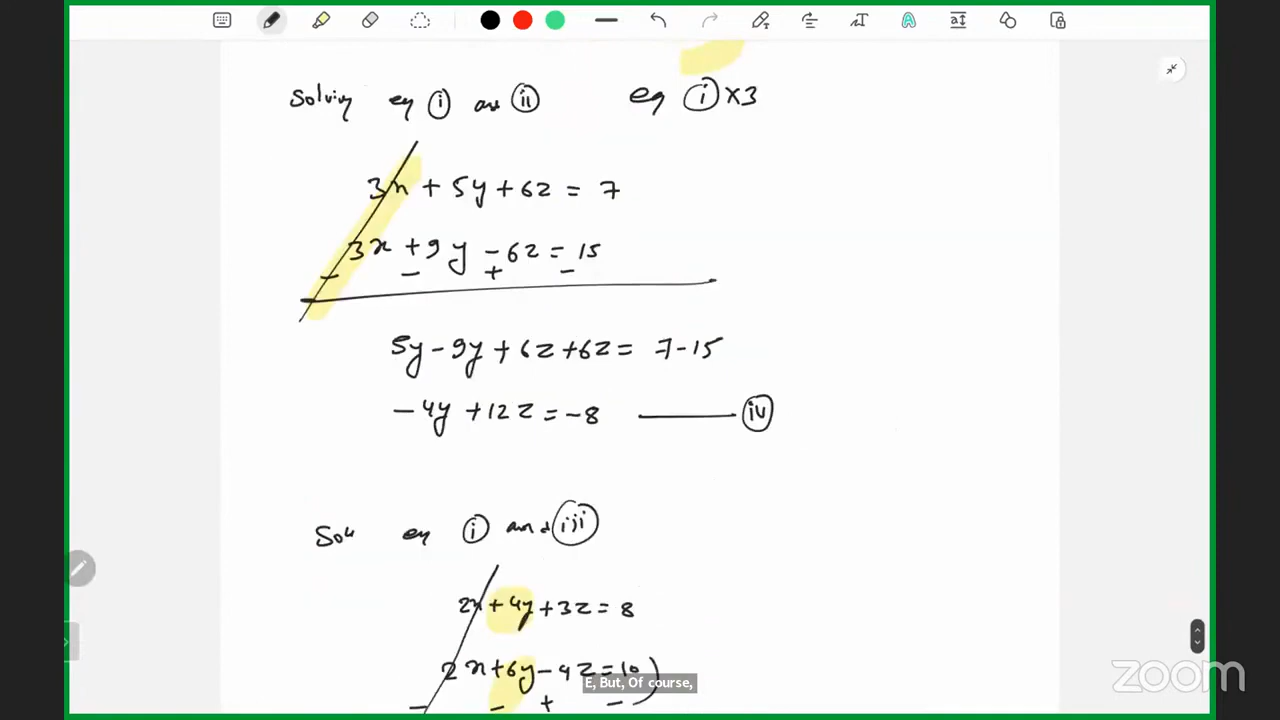 Solving eq (i) and (ii) eq (i) ×3
3x + 5y + 6z = 7
3x + 9y - 6z = 15
- - + -
5y - 9y + 6z + 6z = 7 - 15
-4y + 12z = -8 (iv)
eq (i) and (iii)
2x + 4y + 3z = 8
2x + 6y - 4z = 10
- - + -
E, But, Of course,
zoom